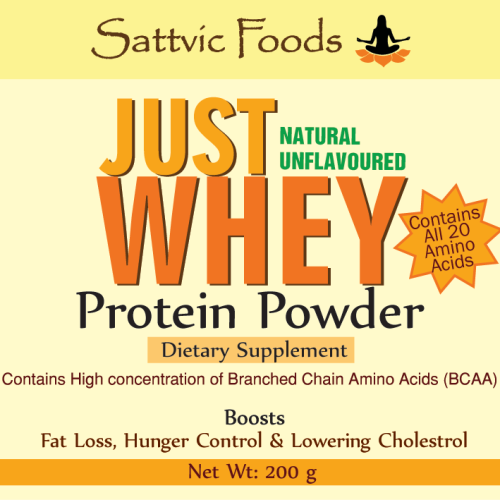 Sattvic Foods
JUST
NATURAL
UNFLAVOURED
WHEY
Contains
All 20
Amino
Acids
Protein Powder
Dietary Supplement
Contains High concentration of Branched Chain Amino Acids (BCAA)
Boosts
Fat Loss, Hunger Control & Lowering Cholestrol
Net Wt: 200 g